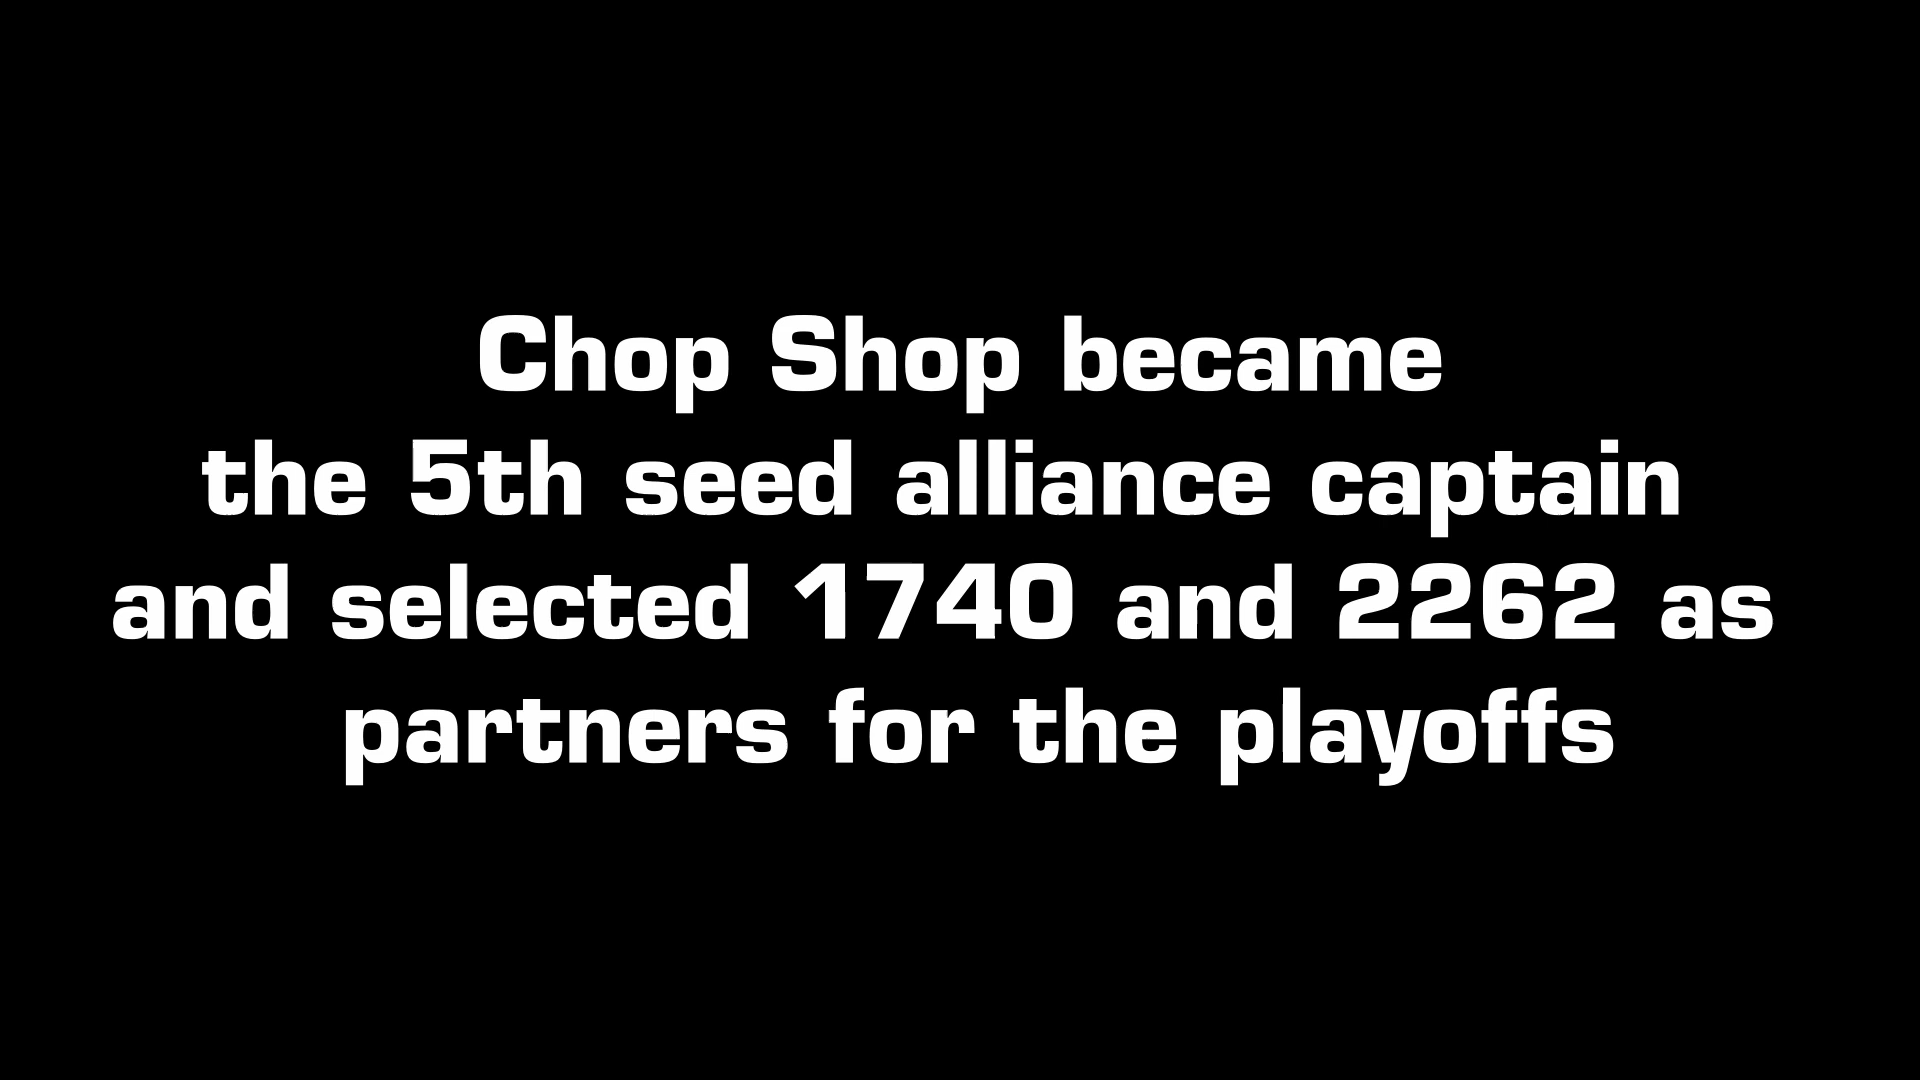 Chop Shop became
the 5th seed alliance captain
and selected 1740 and 2262 as
partners for the playoffs